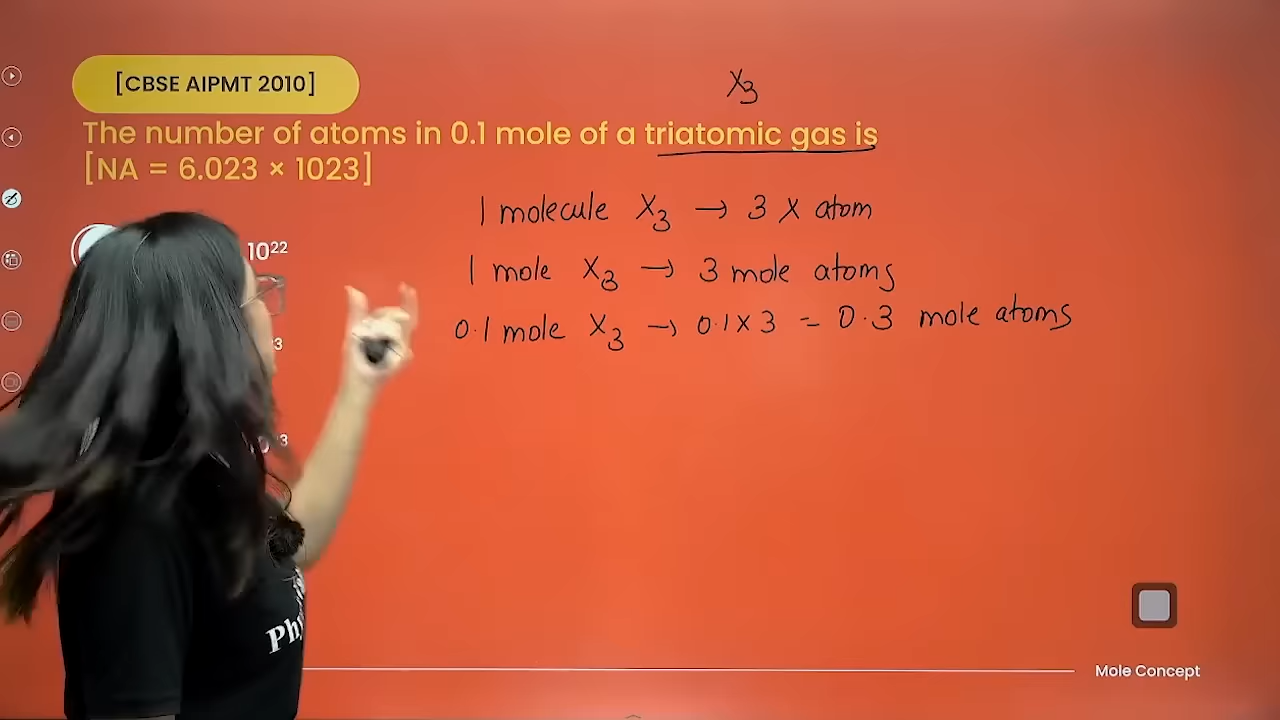 [CBSE AIPMT 2010]
X₃
The number of atoms in 0.1 mole of a triatomic gas is
[NA = 6.023 × 1023]
1 molecule X₃ → 3 X atom
10²²
1 mole X₃ → 3 mole atoms
0.1 mole X₃ → 0.1 x 3 = 0.3 mole atoms
Mole Concept